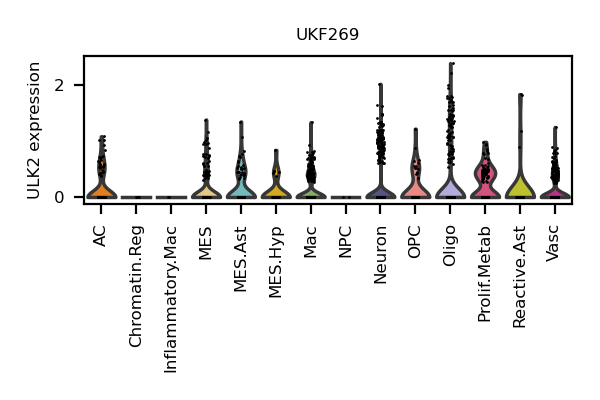 UKF269
ULK2 expression
2
0
AC
Chromatin.Reg
Inflammatory.Mac
MES
MES.Ast
MES.Hyp
Mac
NPC
Neuron
OPC
Oligo
Prolif.Metab
Reactive.Ast
Vasc